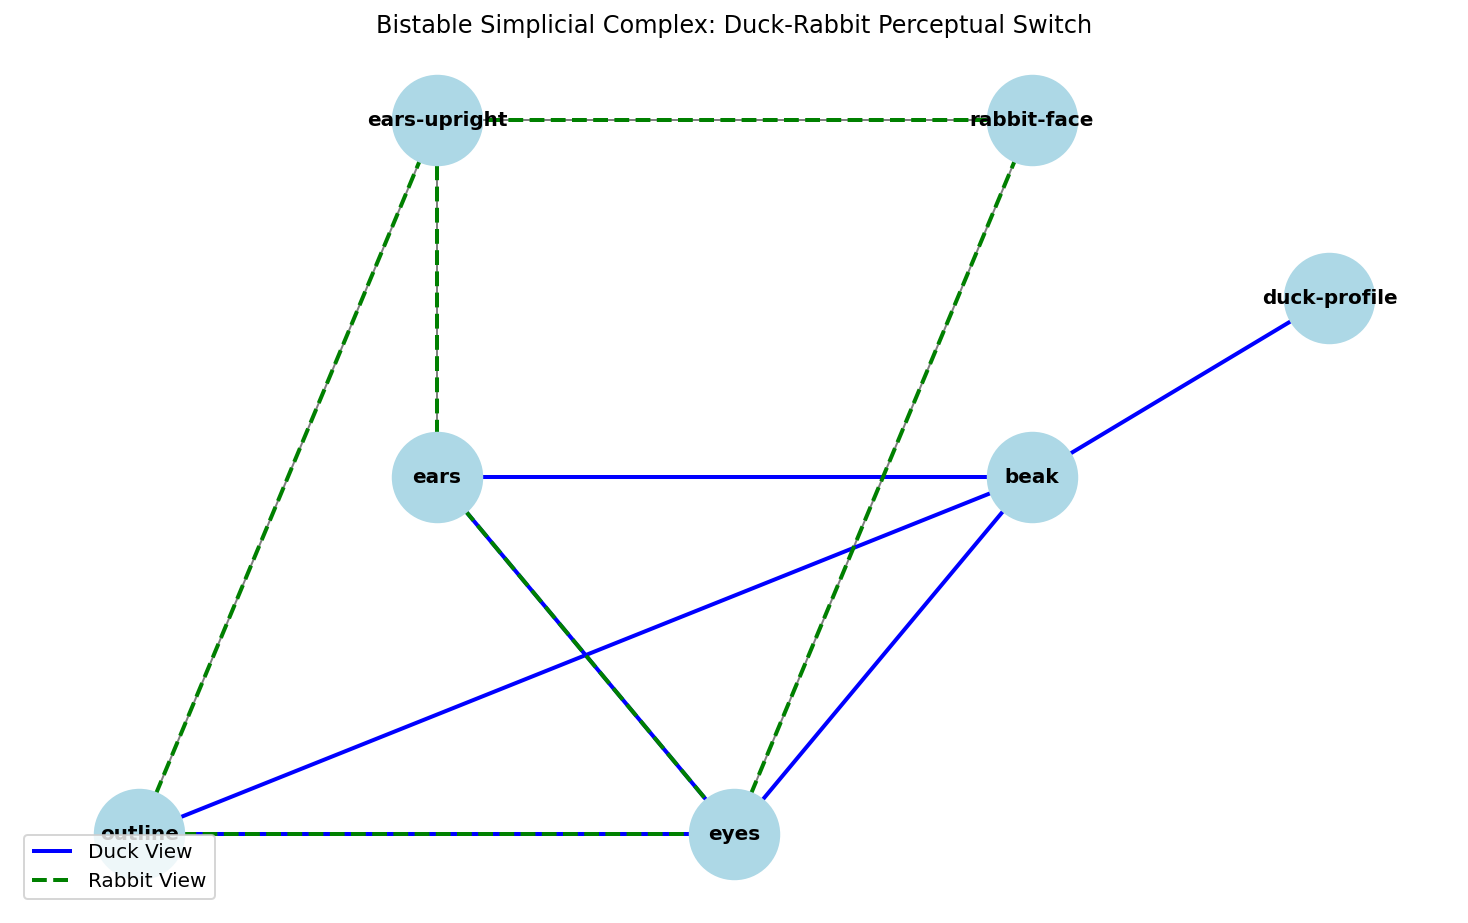 Bistable Simplicial Complex: Duck-Rabbit Perceptual Switch
ears-upright
rabbit-face
duck-profile
ears
beak
outline
eyes
Duck View
Rabbit View